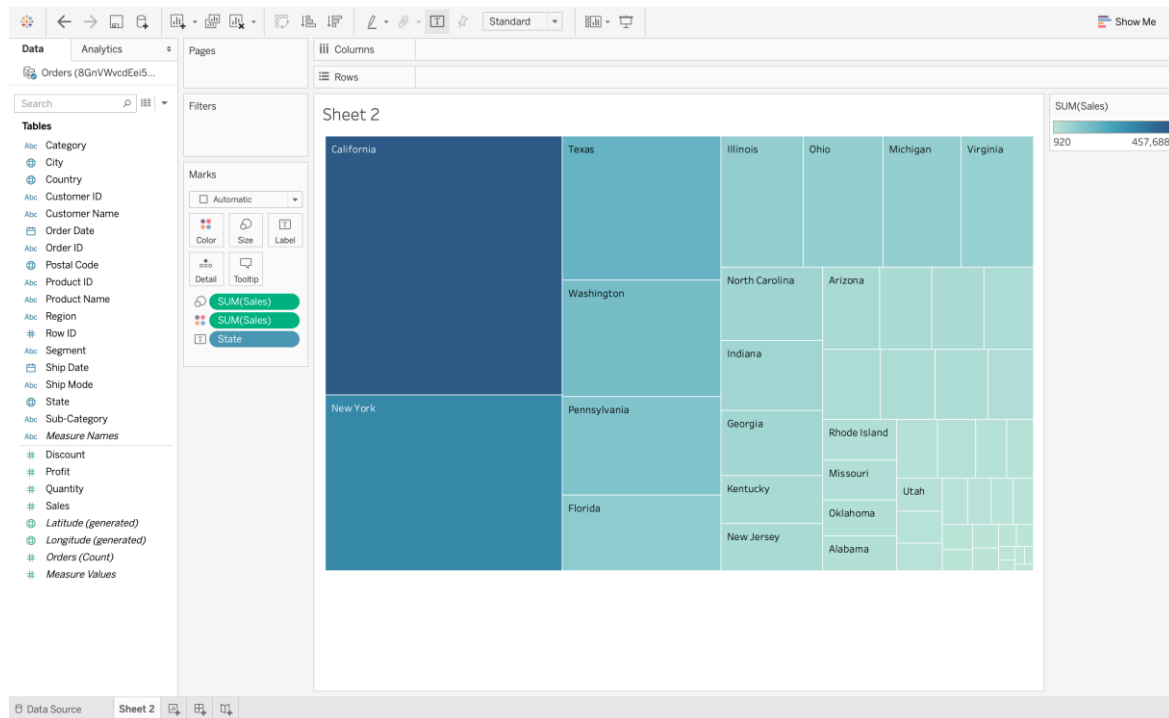 Standard
Show Me
Data
Analytics
Orders (8GnVWvcdEei5...
Search
Tables
Abc Category
City
Country
Abc Customer ID
Abc Customer Name
Order Date
Abc Order ID
Postal Code
Abc Product ID
Abc Product Name
Abc Region
# Row ID
Abc Segment
Ship Date
Abc Ship Mode
State
Abc Sub-Category
Abc Measure Names
# Discount
# Profit
# Quantity
# Sales
Latitude (generated)
Longitude (generated)
# Orders (Count)
# Measure Values
Pages
Filters
Marks
Automatic
Color Size Label
Detail Tooltip
SUM(Sales)
SUM(Sales)
State
Columns
Rows
Sheet 2
California
New York
Texas
Washington
Pennsylvania
Florida
Illinois
Ohio
Michigan
Virginia
North Carolina
Indiana
Georgia
Kentucky
New Jersey
Arizona
Rhode Island
Missouri
Oklahoma
Alabama
Utah
SUM(Sales)
920 457,688
Data Source
Sheet 2